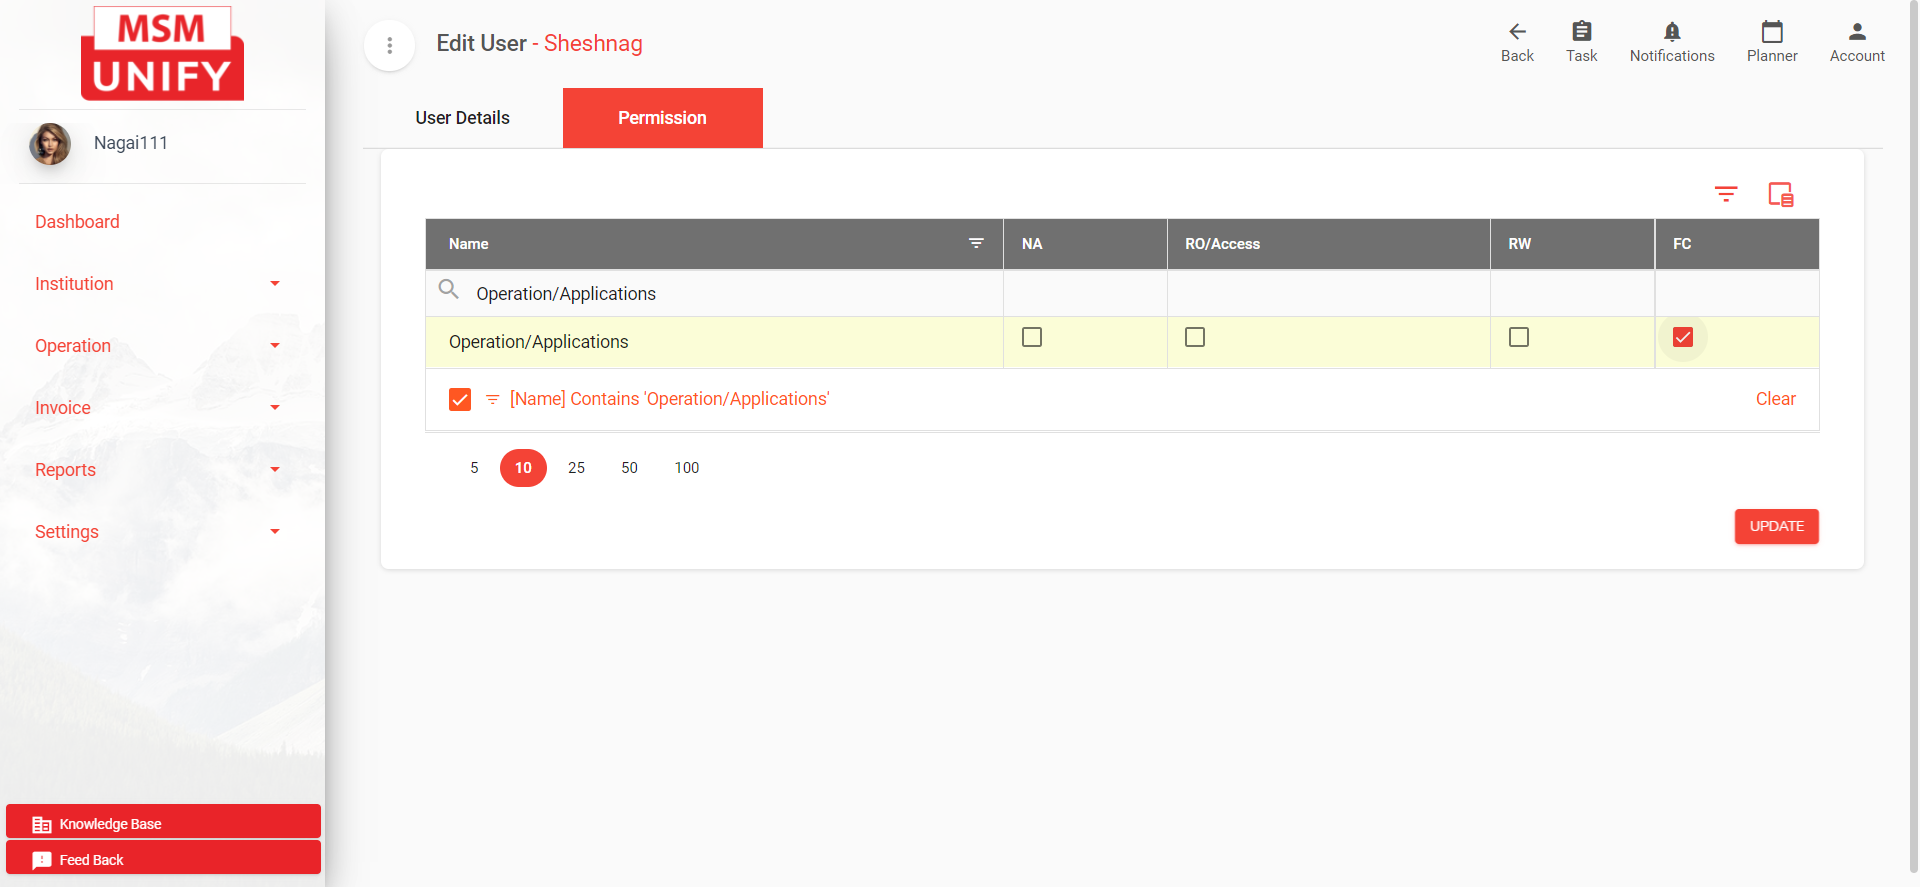 MSM
UNIFY
Nagai111
Dashboard
Institution
Operation
Invoice
Reports
Settings
Knowledge Base
Feed Back
Edit User - Sheshnag
Back
Task
Notifications
Planner
Account
User Details
Permission
Name NA RO/Access RW FC
Operation/Applications
Operation/Applications
[Name] Contains 'Operation/Applications' Clear
5 10 25 50 100
UPDATE